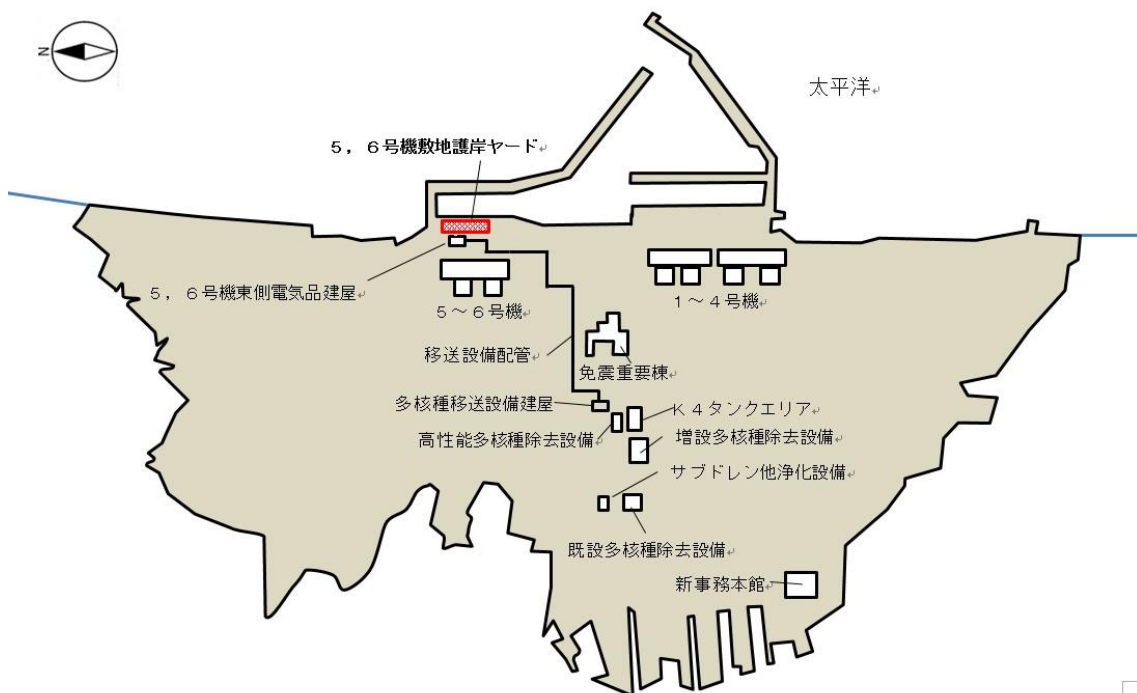 N
太平洋
５，６号機敷地護岸ヤード
５，６号機東側電気品建屋
５～６号機
１～４号機
移送設備配管
免震重要棟
多核種移送設備建屋
Ｋ４タンクエリア
高性能多核種除去設備
増設多核種除去設備
サブドレン他浄化設備
既設多核種除去設備
新事務本館